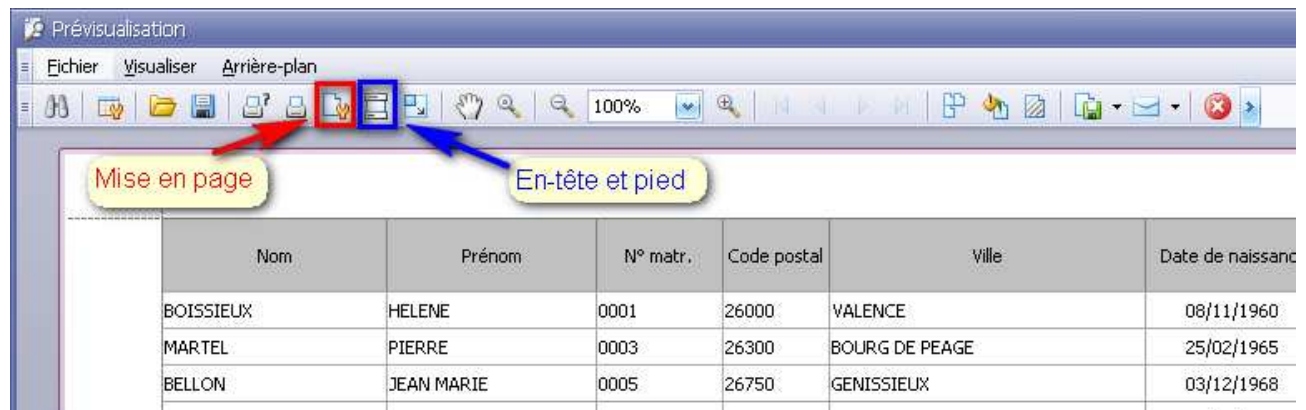 Prévisualisation
Fichier Visualiser Arrière-plan
100%
Mise en page
En-tête et pied
Nom Prénom N° matr. Code postal Ville Date de naissanc
BOISSIEUX HELENE 0001 26000 VALENCE 08/11/1960
MARTEL PIERRE 0003 26300 BOURG DE PEAGE 25/02/1965
BELLON JEAN MARIE 0005 26750 GENISSIEUX 03/12/1968